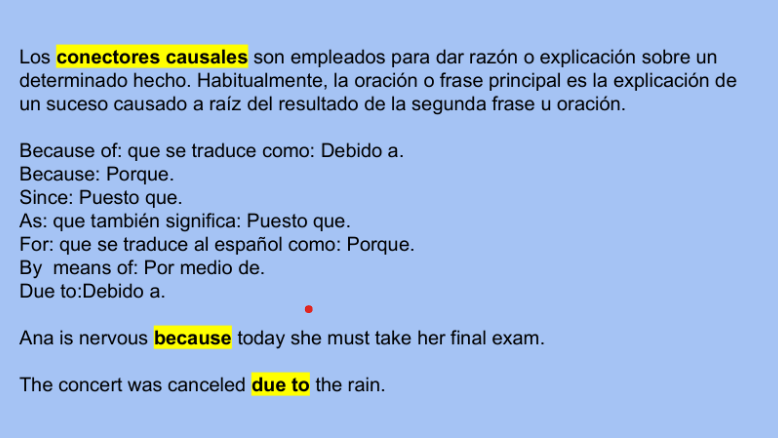 Los conectores causales son empleados para dar razón o explicación sobre un
determinado hecho. Habitualmente, la oración o frase principal es la explicación de
un suceso causado a raíz del resultado de la segunda frase u oración.
Because of: que se traduce como: Debido a.
Because: Porque.
Since: Puesto que.
As: que también significa: Puesto que.
For: que se traduce al español como: Porque.
By  means of: Por medio de.
Due to:Debido a.
Ana is nervous because today she must take her final exam.
The concert was canceled due to the rain.